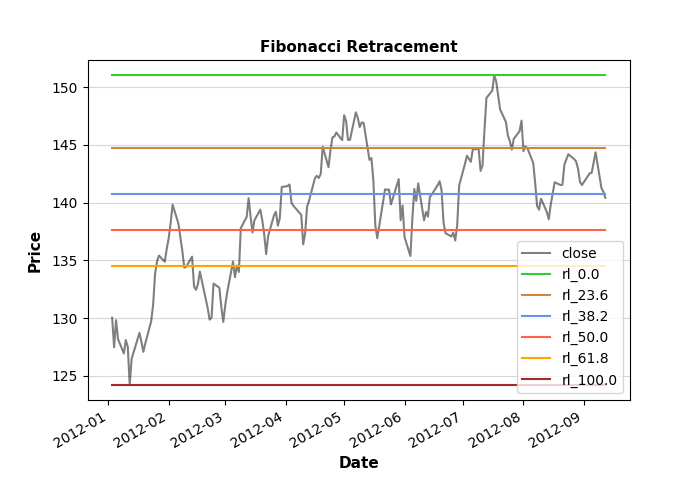 Fibonacci Retracement
150
145
140
135
130
125
Price
close
rl_0.0
rl_23.6
rl_38.2
rl_50.0
rl_61.8
rl_100.0
2012-01
2012-02
2012-03
2012-04
2012-05
2012-06
2012-07
2012-08
2012-09
Date